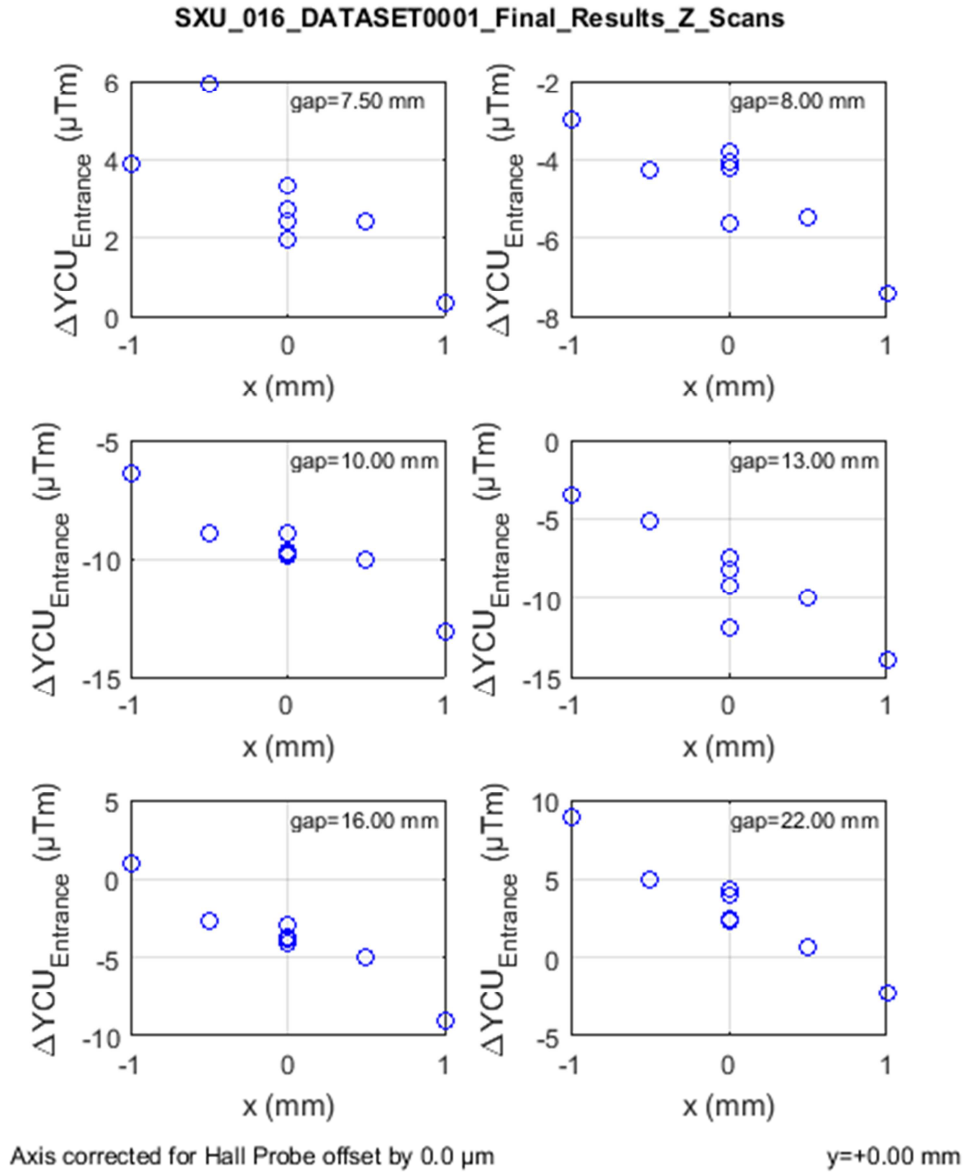 SXU_016_DATASET0001_Final_Results_Z_Scans
ΔYCU_Entrance (µTm)
6
4
2
0
gap=7.50 mm
-1 0 1
x (mm)
ΔYCU_Entrance (µTm)
-2
-4
-6
-8
gap=8.00 mm
-1 0 1
x (mm)
ΔYCU_Entrance (µTm)
-5
-10
-15
gap=10.00 mm
-1 0 1
x (mm)
ΔYCU_Entrance (µTm)
0
-5
-10
-15
gap=13.00 mm
-1 0 1
x (mm)
ΔYCU_Entrance (µTm)
5
0
-5
-10
gap=16.00 mm
-1 0 1
x (mm)
ΔYCU_Entrance (µTm)
10
5
0
-5
gap=22.00 mm
-1 0 1
x (mm)
Axis corrected for Hall Probe offset by 0.0 µm
y=+0.00 mm